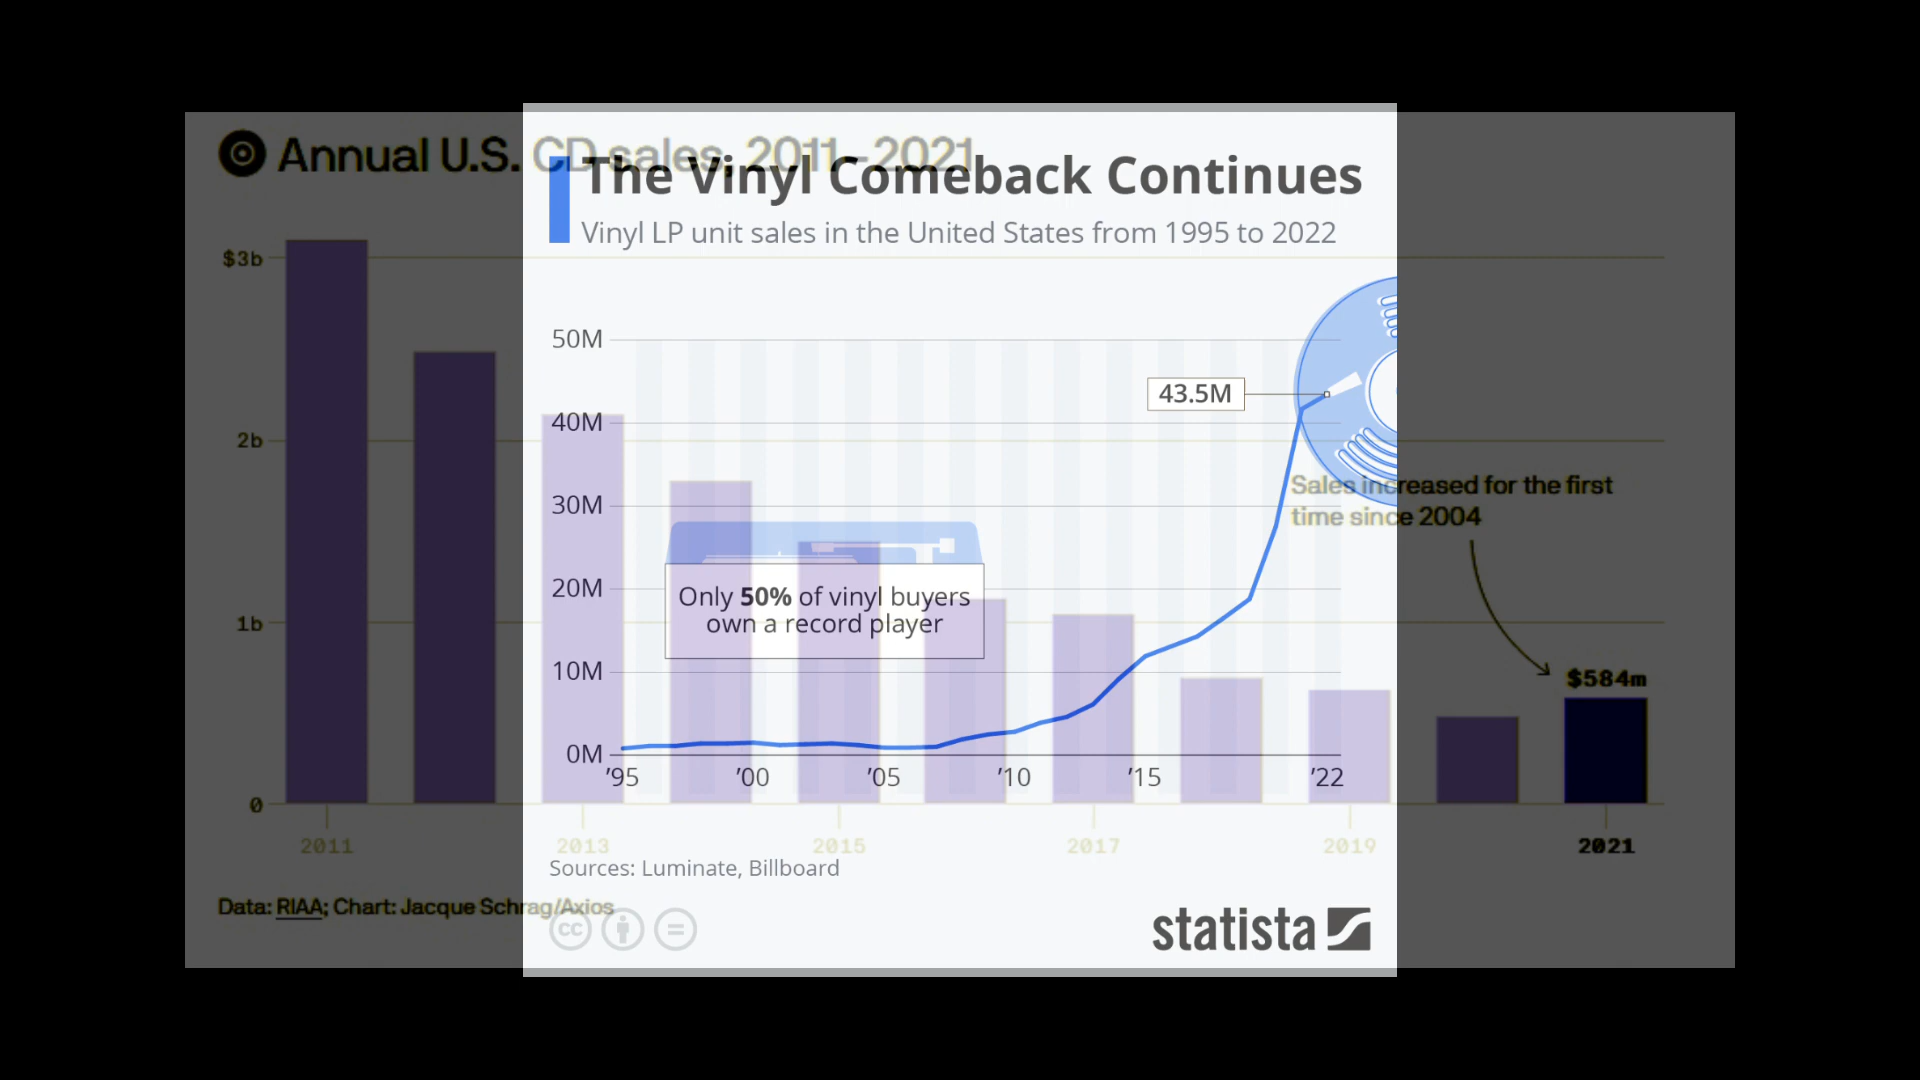 Annual U.S. CD sales, 2011–2021
The Vinyl Comeback Continues
Vinyl LP unit sales in the United States from 1995 to 2022
$3b
2b
1b
0
50M
40M
30M
20M
10M
0M
43.5M
Sales increased for the first
time since 2004
Only 50% of vinyl buyers
own a record player
$584m
’95 ’00 ’05 ’10 ’15 ’22
2011 2013 2015 2017 2019 2021
Sources: Luminate, Billboard
Data: RIAA; Chart: Jacque Schrag/Axios
cc
statista